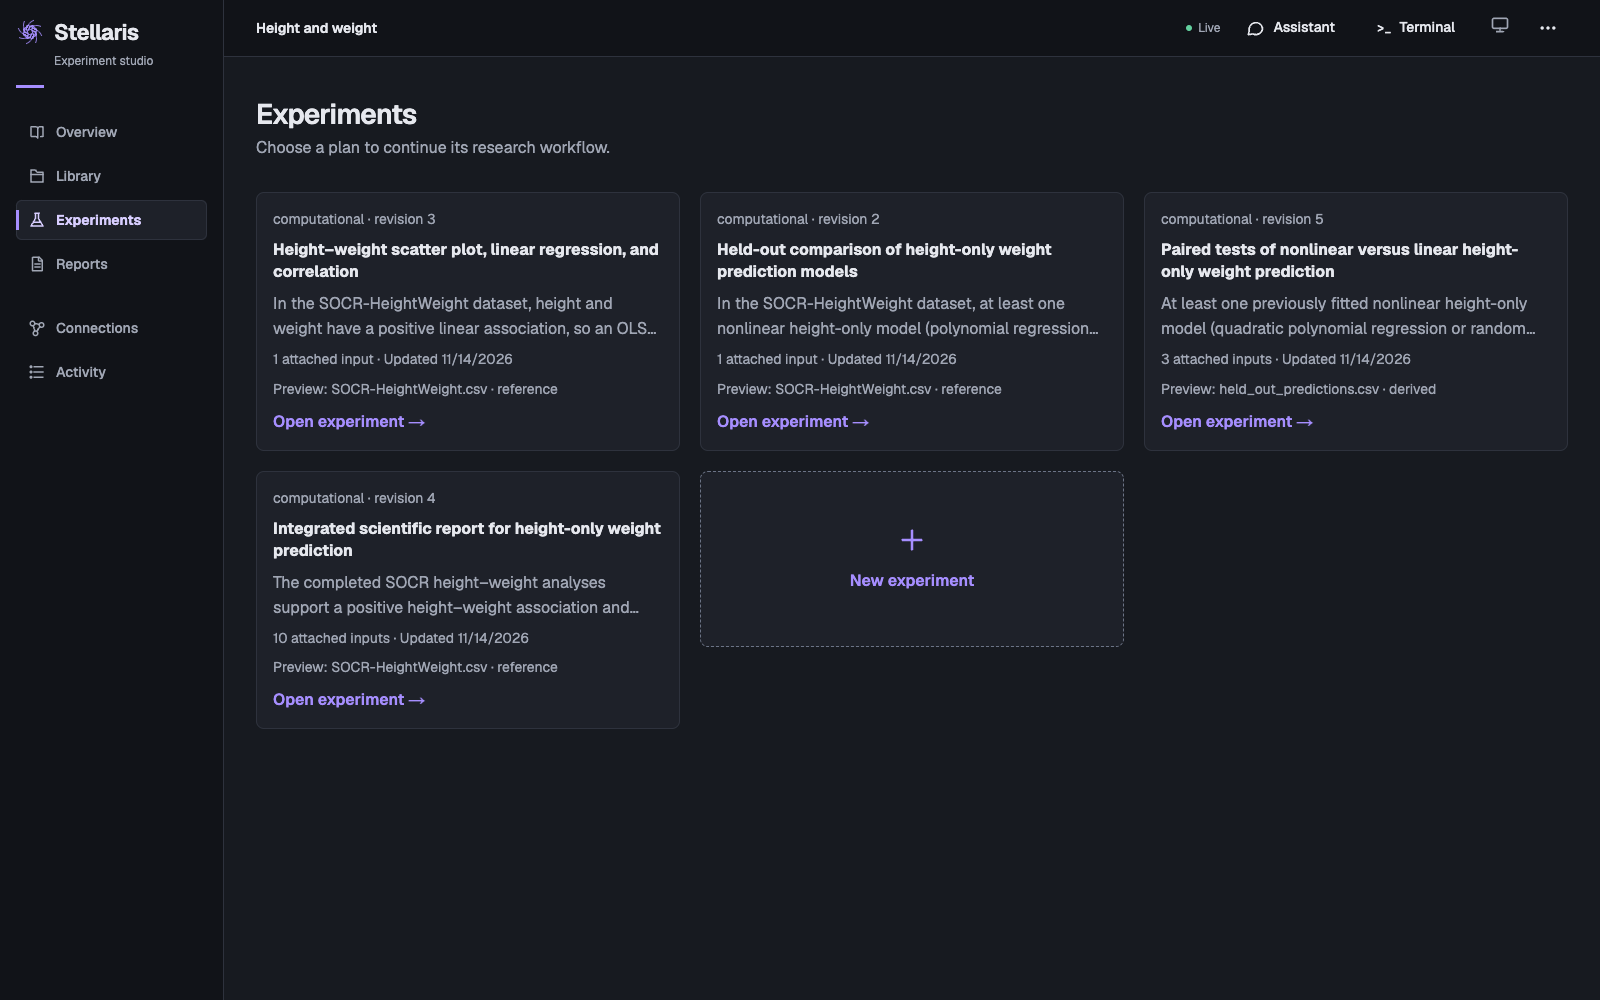 Stellaris
Experiment studio
Overview
Library
Experiments
Reports
Connections
Activity
Height and weight
Live
Assistant
>_ Terminal
Experiments
Choose a plan to continue its research workflow.
computational · revision 3
Height–weight scatter plot, linear regression, and
correlation
In the SOCR-HeightWeight dataset, height and
weight have a positive linear association, so an OLS…
1 attached input · Updated 11/14/2026
Preview: SOCR-HeightWeight.csv · reference
Open experiment →
computational · revision 2
Held-out comparison of height-only weight
prediction models
In the SOCR-HeightWeight dataset, at least one
nonlinear height-only model (polynomial regression…
1 attached input · Updated 11/14/2026
Preview: SOCR-HeightWeight.csv · reference
Open experiment →
computational · revision 5
Paired tests of nonlinear versus linear height-
only weight prediction
At least one previously fitted nonlinear height-only
model (quadratic polynomial regression or random…
3 attached inputs · Updated 11/14/2026
Preview: held_out_predictions.csv · derived
Open experiment →
computational · revision 4
Integrated scientific report for height-only weight
prediction
The completed SOCR height–weight analyses
support a positive height–weight association and…
10 attached inputs · Updated 11/14/2026
Preview: SOCR-HeightWeight.csv · reference
Open experiment →
New experiment